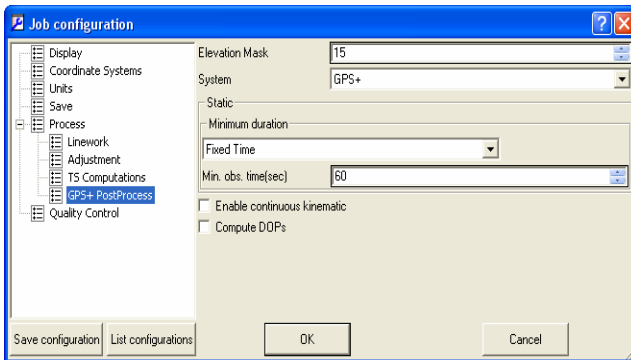 Job configuration
Display
Coordinate Systems
Units
Save
Process
Linework
Adjustment
TS Computations
GPS+ PostProcess
Quality Control
Elevation Mask 15
System GPS+
Static
Minimum duration
Fixed Time
Min. obs. time(sec) 60
Enable continuous kinematic
Compute DOPs
Save configuration List configurations OK Cancel